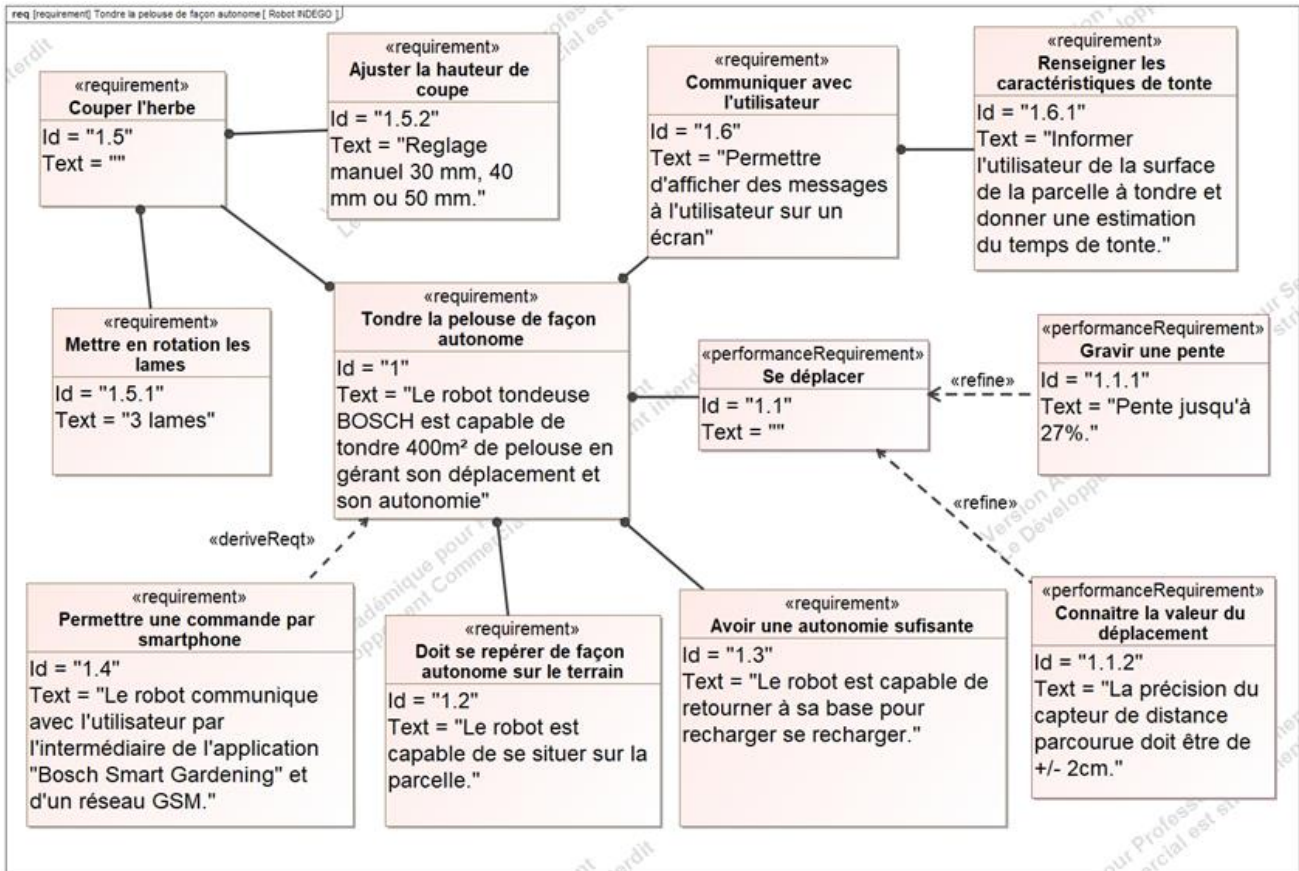 req [requirement] Tondre la pelouse de façon autonome [ Robot INDEGO ]
«requirement»
Couper l'herbe
Id = "1.5"
Text = ""
«requirement»
Ajuster la hauteur de
coupe
Id = "1.5.2"
Text = "Reglage
manuel 30 mm, 40
mm ou 50 mm."
«requirement»
Communiquer avec
l'utilisateur
Id = "1.6"
Text = "Permettre
d'afficher des messages
à l'utilisateur sur un
écran"
«requirement»
Renseigner les
caractéristiques de tonte
Id = "1.6.1"
Text = "Informer
l'utilisateur de la surface
de la parcelle à tondre et
donner une estimation
du temps de tonte."
«requirement»
Mettre en rotation les
lames
Id = "1.5.1"
Text = "3 lames"
«requirement»
Tondre la pelouse de façon
autonome
Id = "1"
Text = "Le robot tondeuse
BOSCH est capable de
tondre 400m² de pelouse en
gérant son déplacement et
son autonomie"
«performanceRequirement»
Se déplacer
Id = "1.1"
Text = ""
«refine»
«performanceRequirement»
Gravir une pente
Id = "1.1.1"
Text = "Pente jusqu'à
27%."
«refine»
«deriveReqt»
«requirement»
Permettre une commande par
smartphone
Id = "1.4"
Text = "Le robot communique
avec l'utilisateur par
l'intermédiaire de l'application
"Bosch Smart Gardening" et
d'un réseau GSM."
«requirement»
Doit se repérer de façon
autonome sur le terrain
Id = "1.2"
Text = "Le robot est
capable de se situer sur la
parcelle."
«requirement»
Avoir une autonomie sufisante
Id = "1.3"
Text = "Le robot est capable de
retourner à sa base pour
recharger se recharger."
«performanceRequirement»
Connaître la valeur du
déplacement
Id = "1.1.2"
Text = "La précision du
capteur de distance
parcourue doit être de
+/- 2cm."